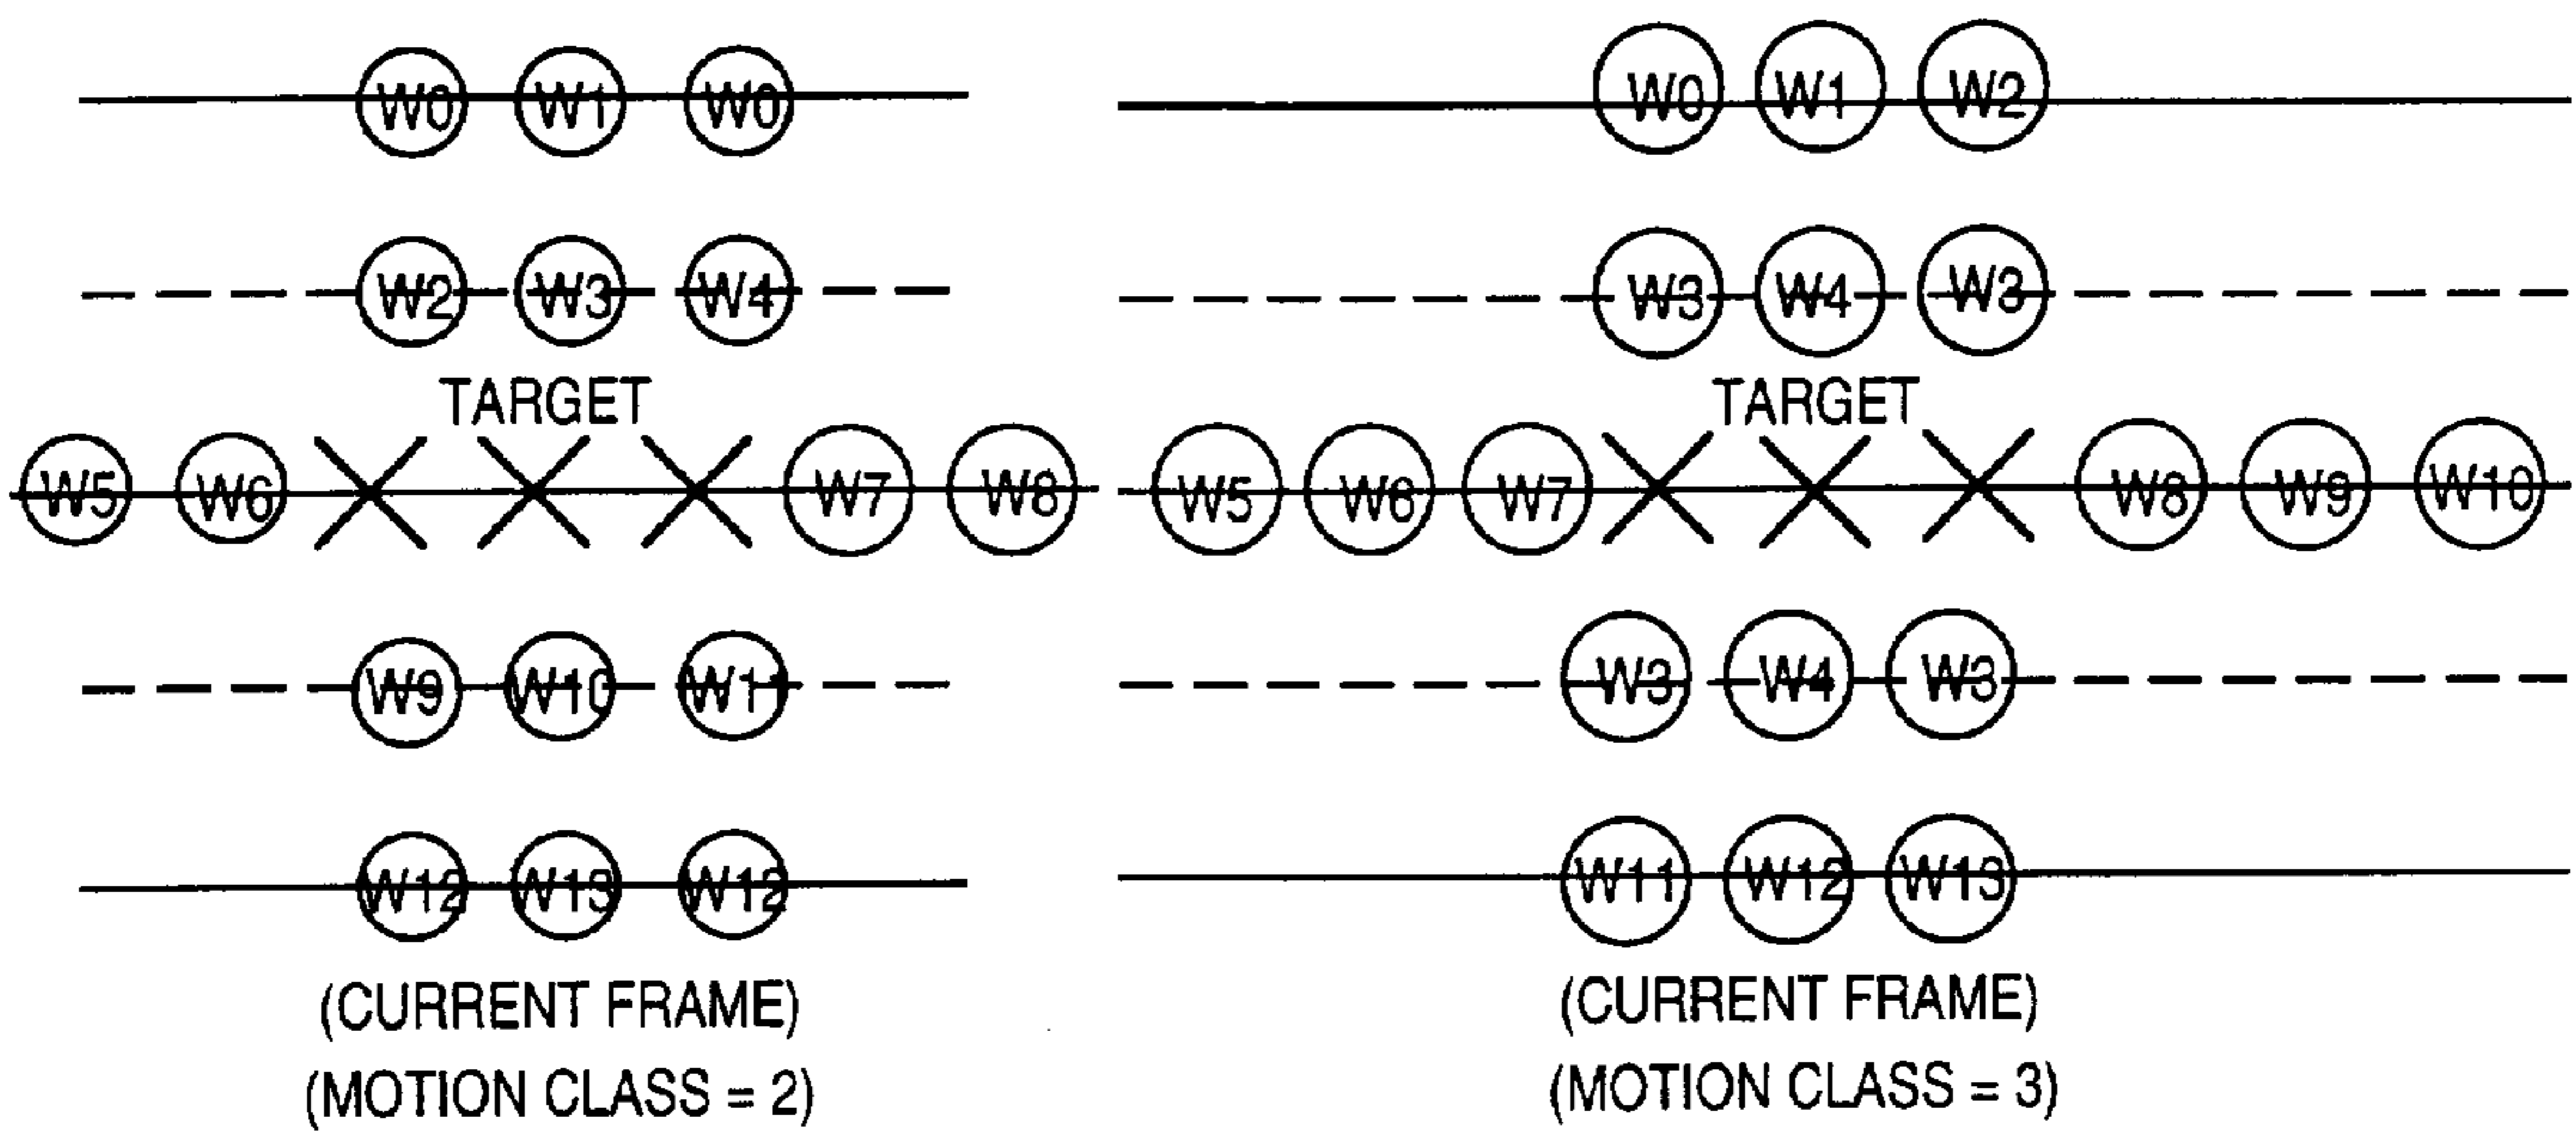 W0 W1 W0
W2 W3 W4
TARGET
W5 W6 W7 W8
W9 W10 W11
W12 W13 W12
(CURRENT FRAME)
(MOTION CLASS = 2)
W0 W1 W2
W3 W4 W3
TARGET
W5 W6 W7 W8 W9 W10
W3 W4 W3
W11 W12 W13
(CURRENT FRAME)
(MOTION CLASS = 3)